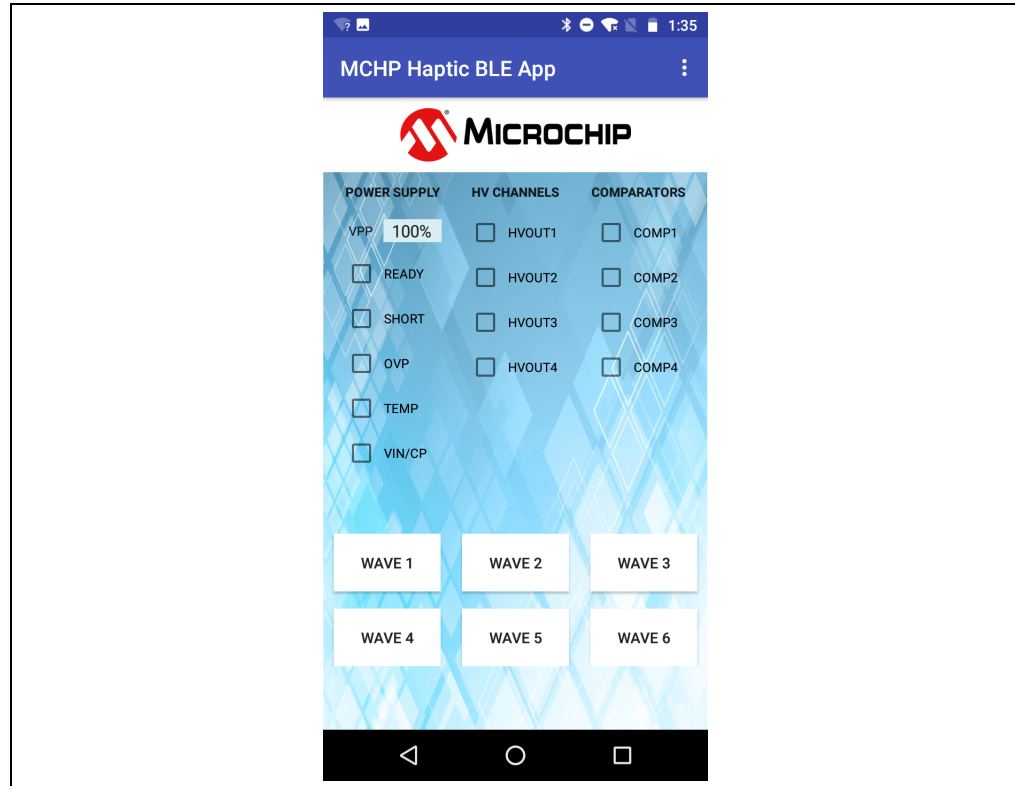 1:35
MCHP Haptic BLE App
MICROCHIP
POWER SUPPLY HV CHANNELS COMPARATORS
VPP 100% HVOUT1 COMP1
READY HVOUT2 COMP2
SHORT HVOUT3 COMP3
OVP HVOUT4 COMP4
TEMP
VIN/CP
WAVE 1 WAVE 2 WAVE 3
WAVE 4 WAVE 5 WAVE 6